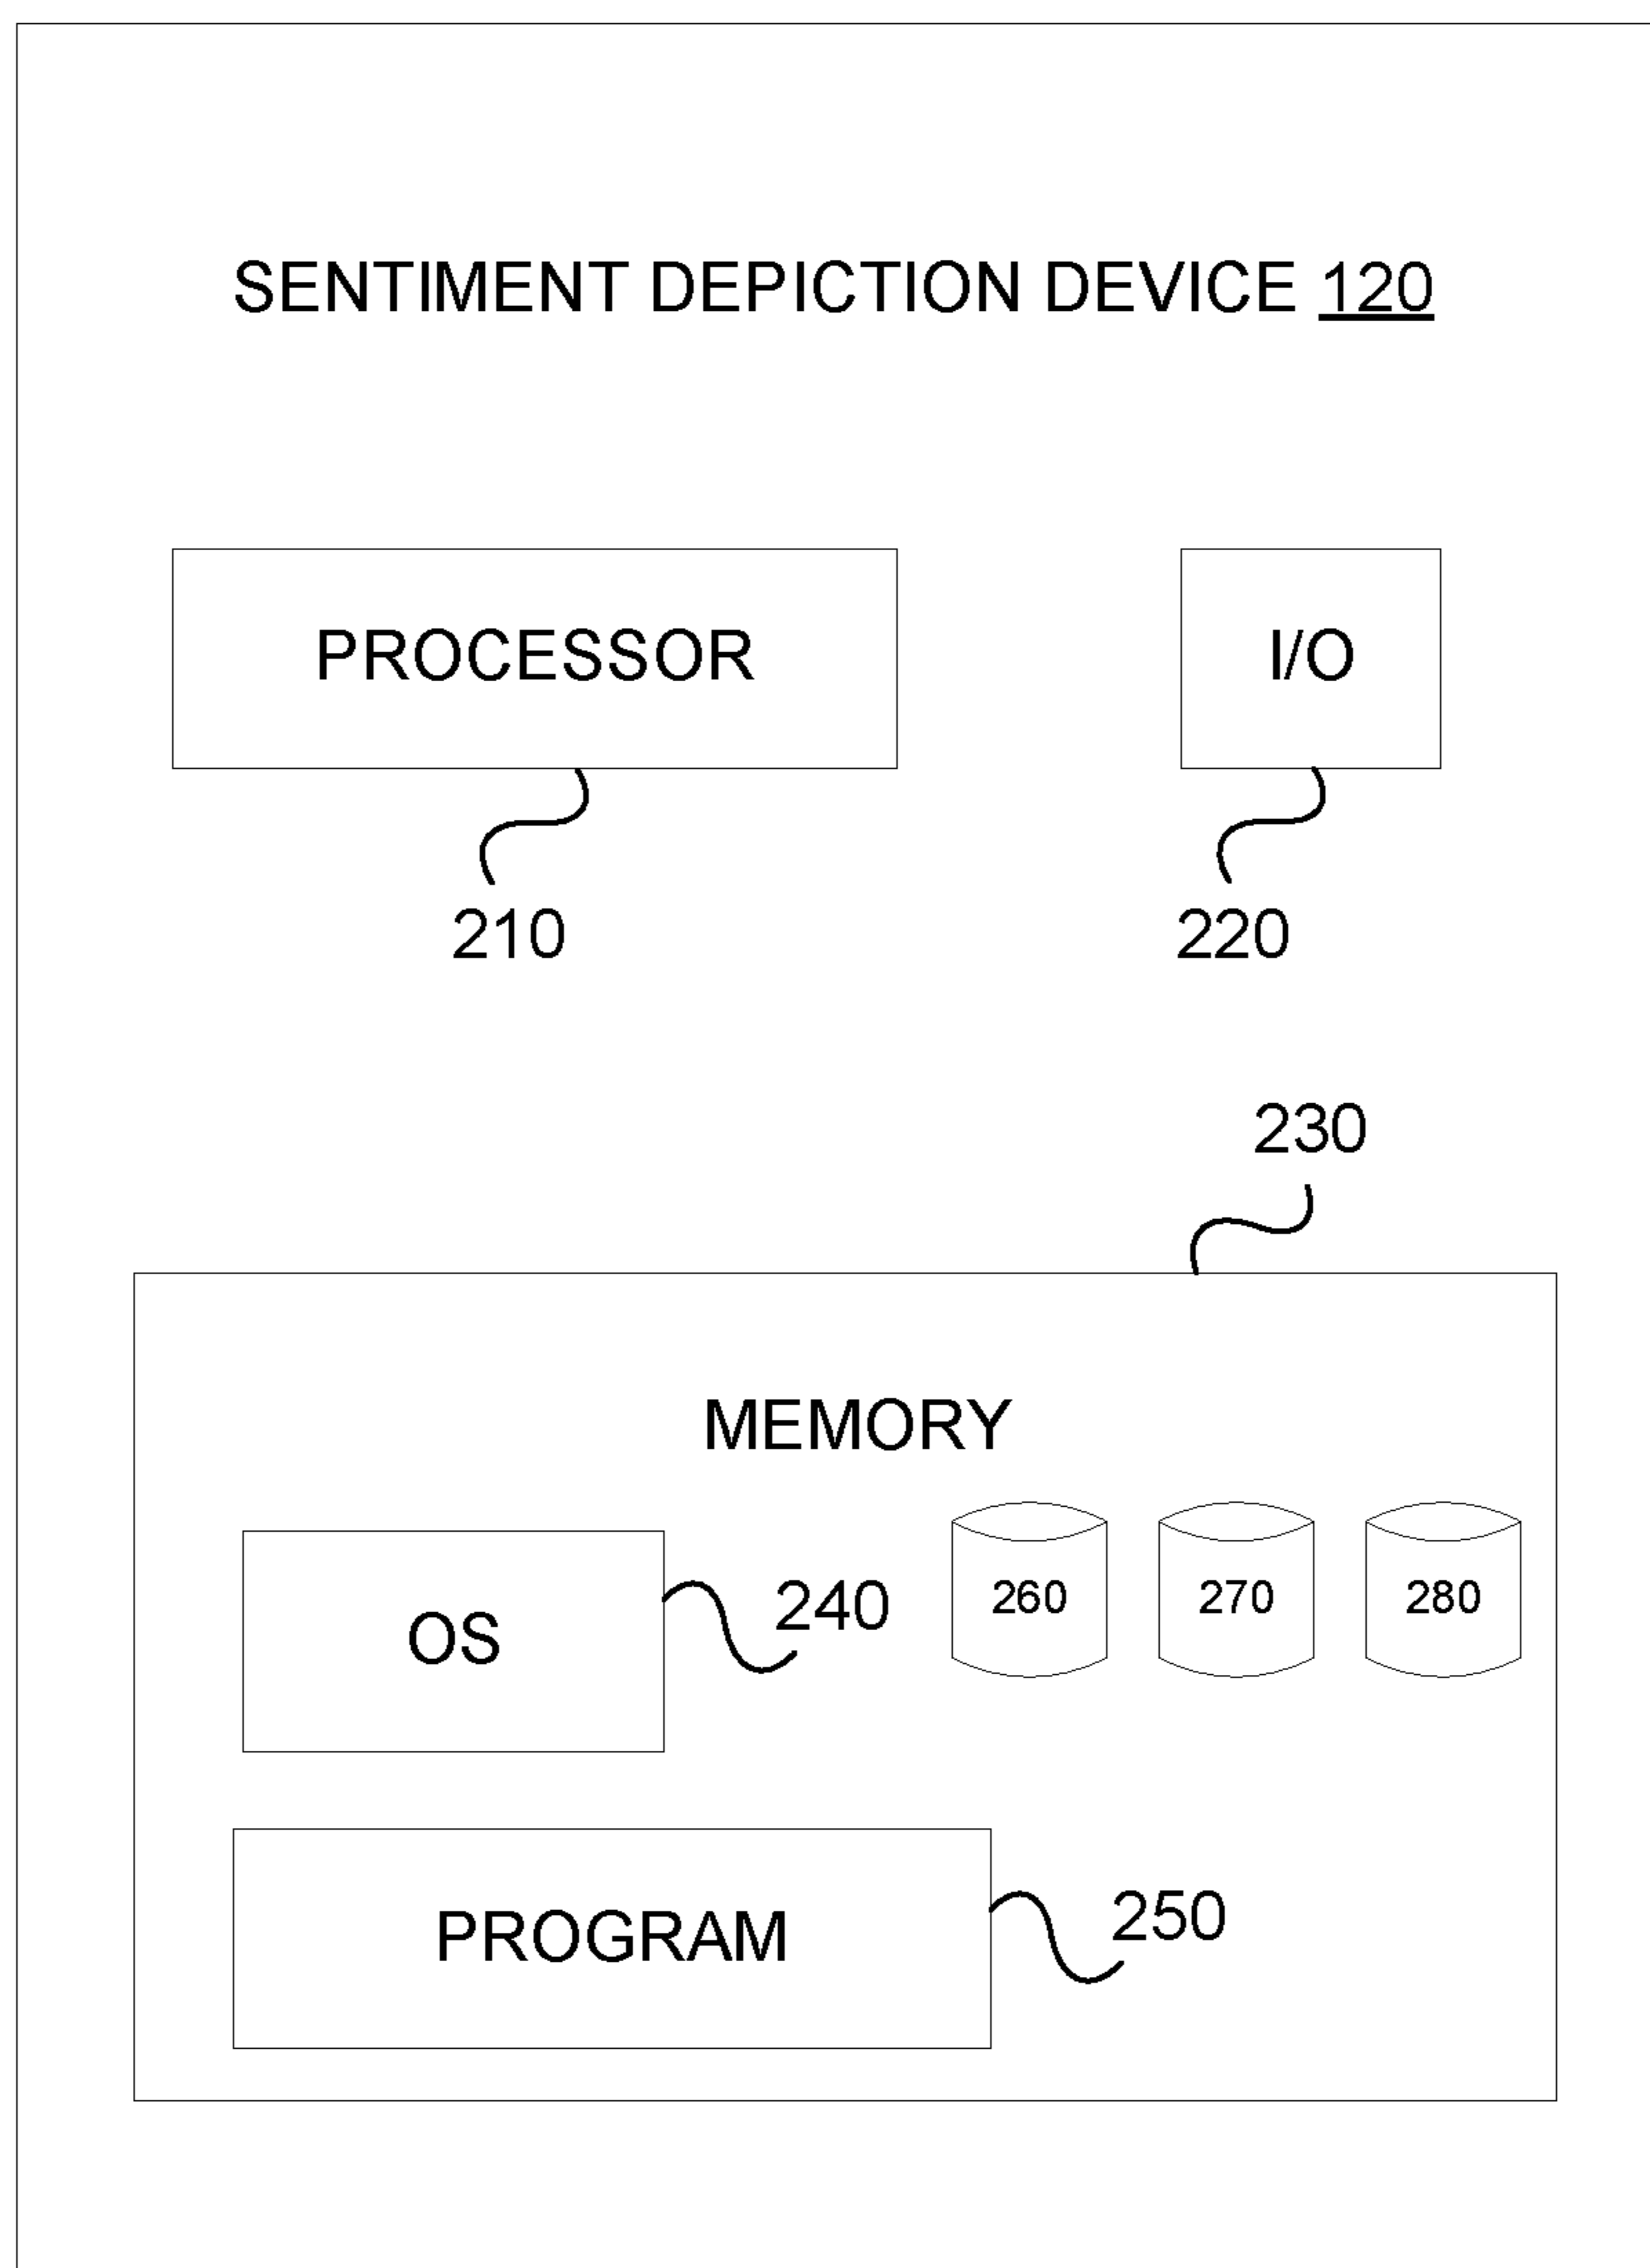 SENTIMENT DEPICTION DEVICE 120
PROCESSOR
I/O
210
220
230
MEMORY
OS
240
260
270
280
PROGRAM
250